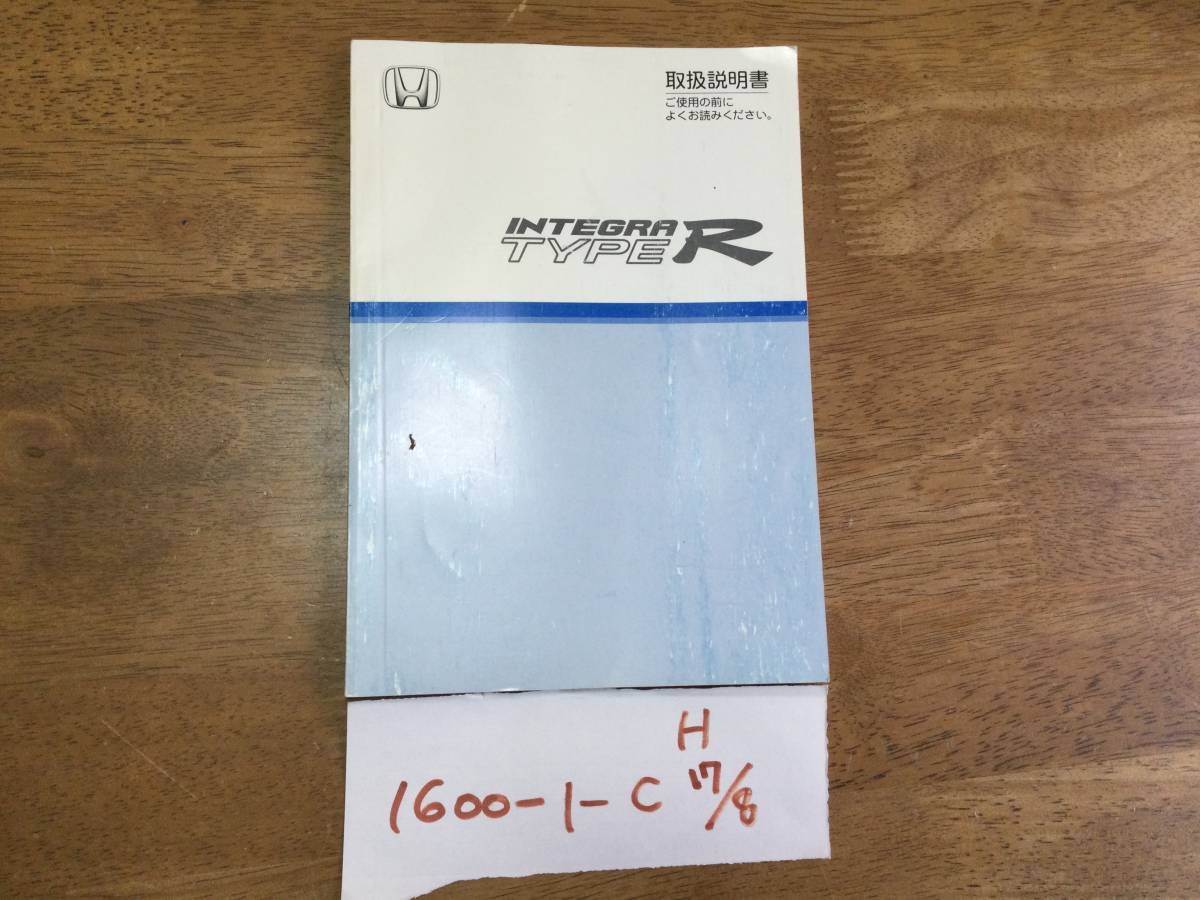 取扱説明書
ご使用の前に
よくお読みください。
INTEGRA
TYPE R
H
17/8
1600-1-C